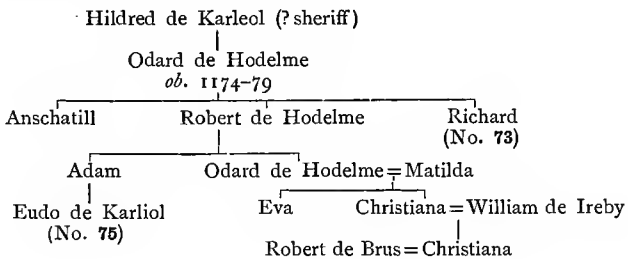 Hildred de Karleol (? sheriff)
Odard de Hodelme
ob. 1174-79
Anschatill Robert de Hodelme Richard
(No. 73)
Adam Odard de Hodelme = Matilda
Eudo de Karliol Eva Christiana = William de Ireby
(No. 75)
Robert de Brus = Christiana